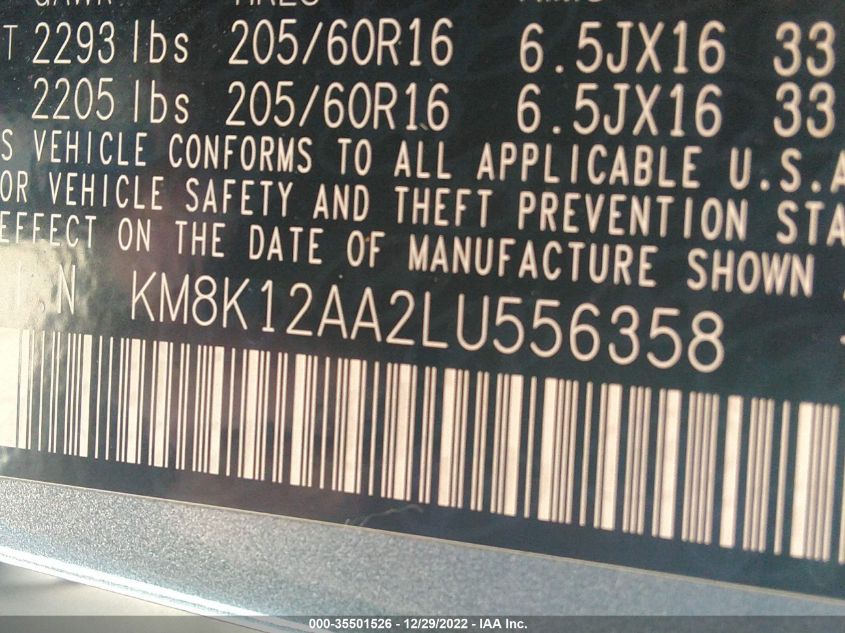 T 2293 lbs 205/60R16 6.5JX16 33
2205 lbs 205/60R16 6.5JX16 33
S VEHICLE CONFORMS TO ALL APPLICABLE U.S.A
OR VEHICLE SAFETY AND THEFT PREVENTION STA
EFFECT ON THE DATE OF MANUFACTURE SHOWN
.N KM8K12AA2LU556358
000-35501526 - 12/29/2022 - IAA Inc.